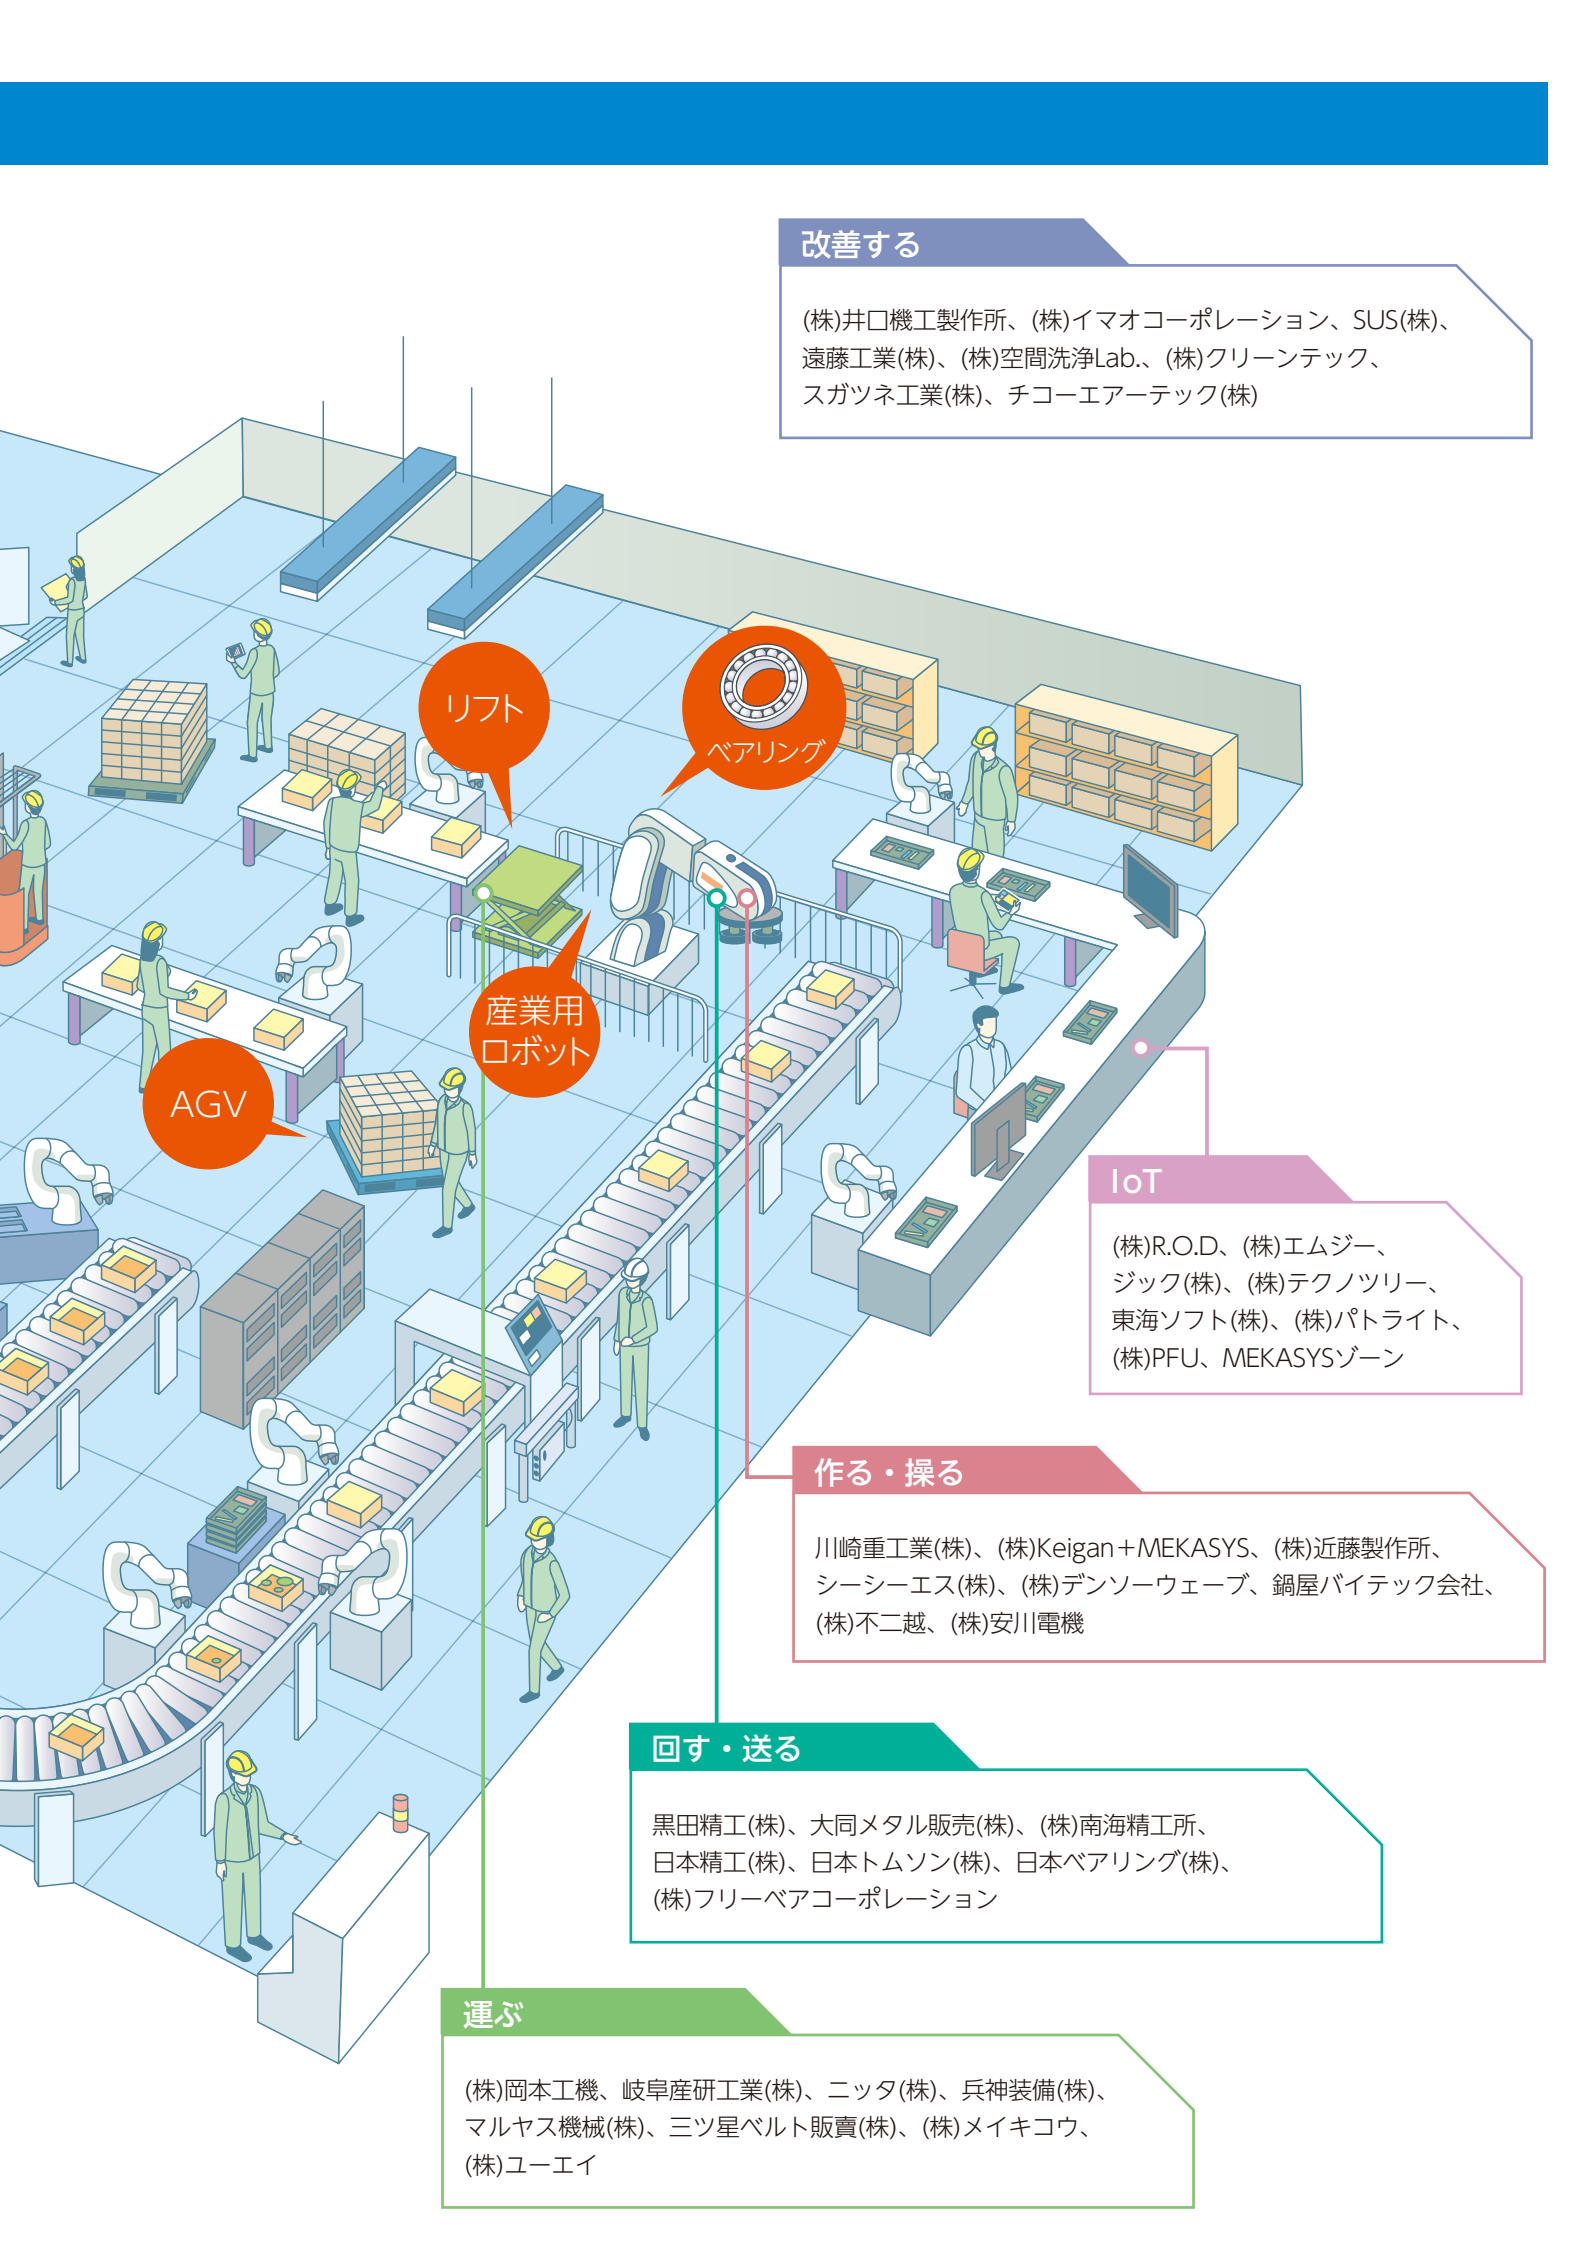 改善する
(株)井口機工製作所、(株)イマオコーポレーション、SUS(株)、
遠藤工業(株)、(株)空間洗浄Lab.、(株)クリーンテック、
スガツネ工業(株)、チコーエアーテック(株)
リフト
ベアリング
産業用
ロボット
AGV
IoT
(株)R.O.D、(株)エムジー、
ジック(株)、(株)テクノツリー、
東海ソフト(株)、(株)パトライト、
(株)PFU、MEKASYSゾーン
作る・操る
川崎重工業(株)、(株)Keigan+MEKASYS、(株)近藤製作所、
シーシーエス(株)、(株)デンソーウェーブ、鍋屋バイテック会社、
(株)不二越、(株)安川電機
回す・送る
黒田精工(株)、大同メタル販売(株)、(株)南海精工所、
日本精工(株)、日本トムソン(株)、日本ベアリング(株)、
(株)フリーベアコーポレーション
運ぶ
(株)岡本工機、岐阜産研工業(株)、ニッタ(株)、兵神装備(株)、
マルヤス機械(株)、三ツ星ベルト販賣(株)、(株)メイキコウ、
(株)ユーエイ